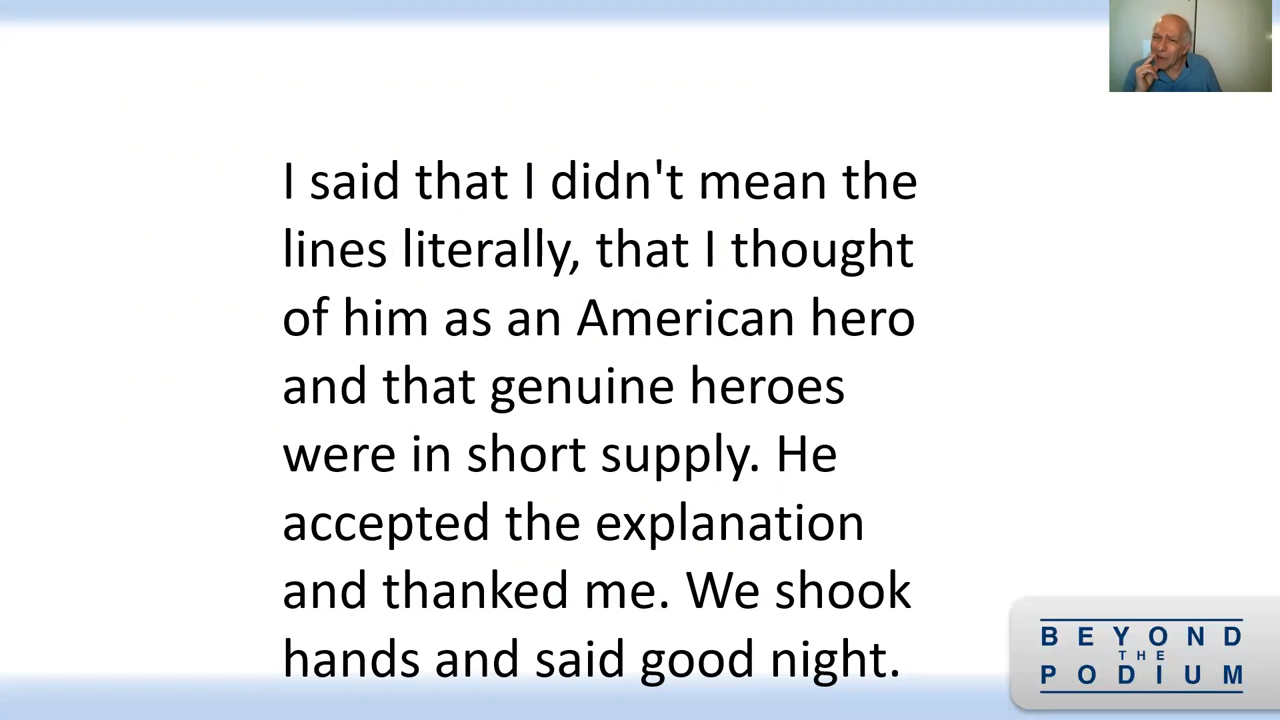 I said that I didn't mean the
lines literally, that I thought
of him as an American hero
and that genuine heroes
were in short supply. He
accepted the explanation
and thanked me. We shook
hands and said good night.
BEYOND
THE
PODIUM